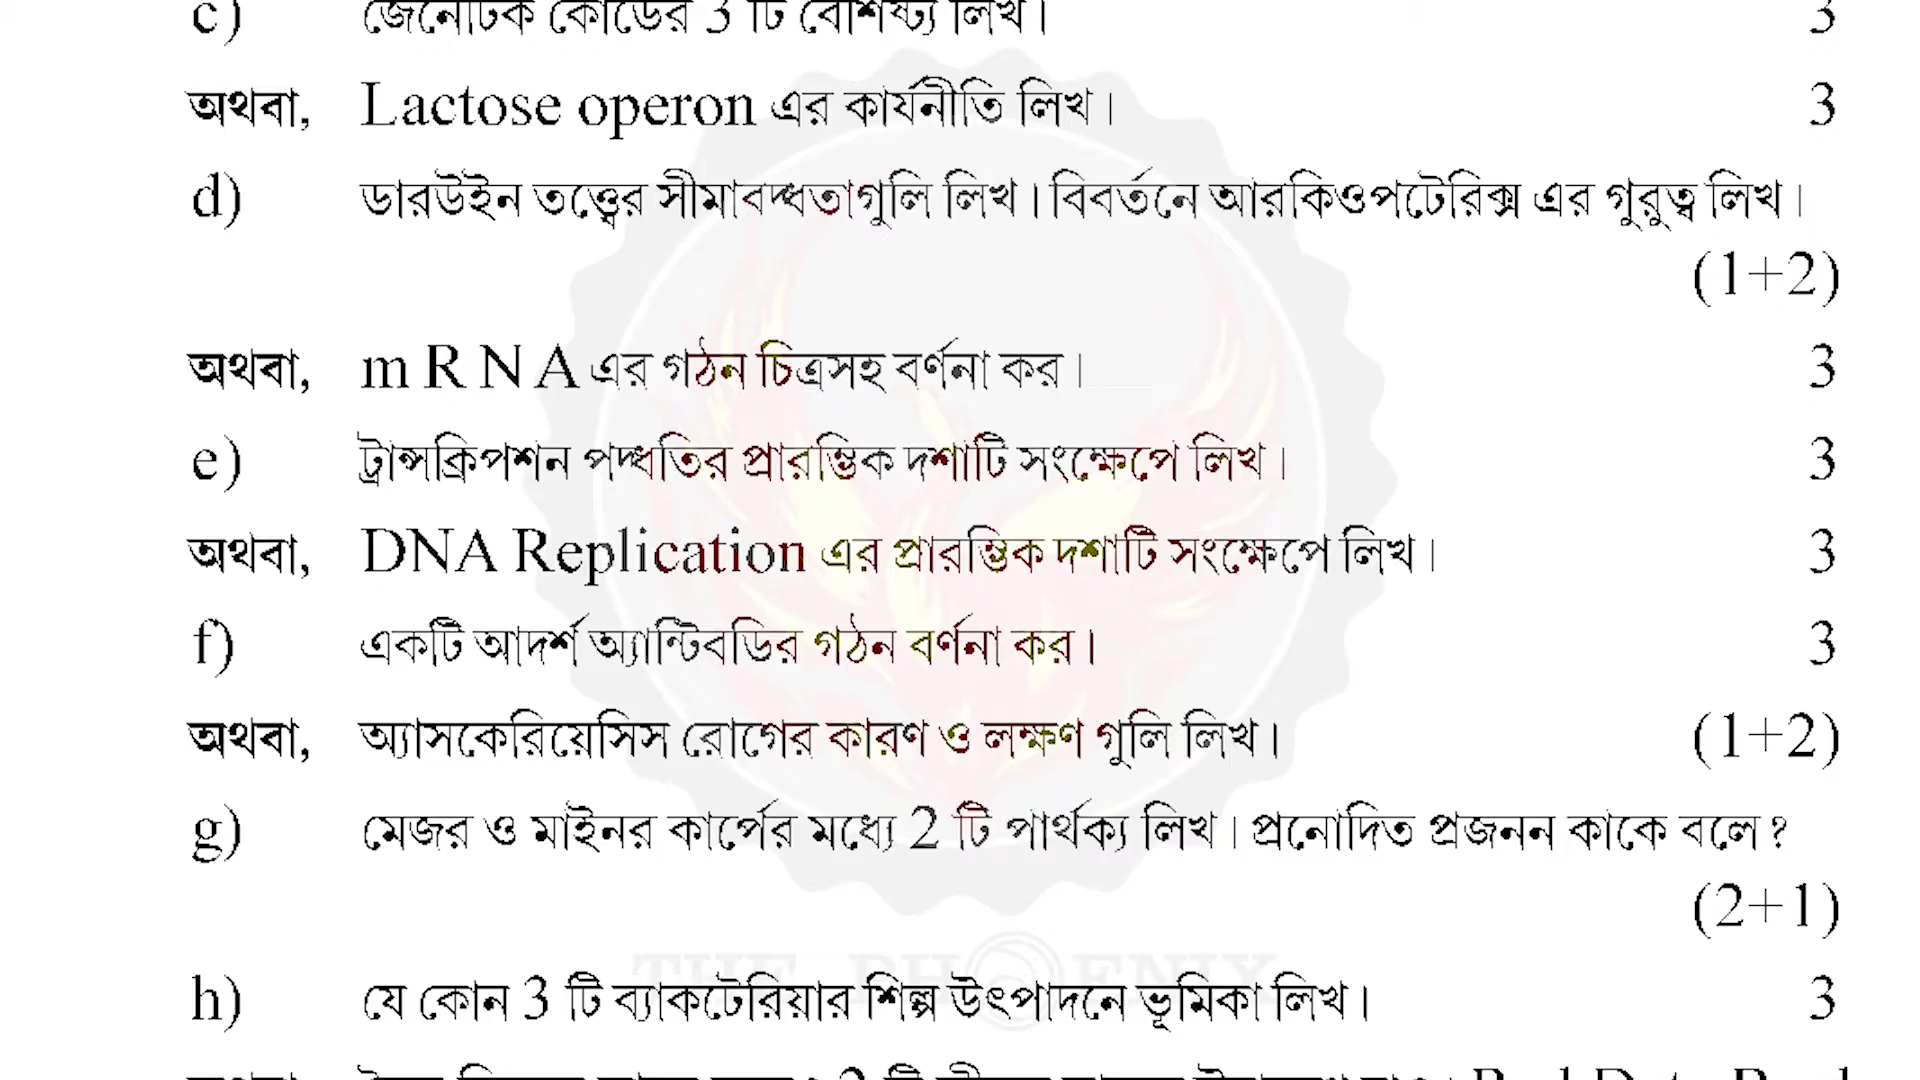 c) জেনেটিক কোডের 3 টি বৈশিষ্ট্য লিখ। 3
অথবা, Lactose operon এর কার্যনীতি লিখ। 3
d) ডারউইন তত্ত্বের সীমাবদ্ধতাগুলি লিখ। বিবর্তনে আরকিওপটেরিক্স এর গুরুত্ব লিখ।
(1+2)
অথবা, m R N A এর গঠন চিত্রসহ বর্ণনা কর। 3
e) ট্রান্সক্রিপশন পদ্ধতির প্রারম্ভিক দশাটি সংক্ষেপে লিখ। 3
অথবা, DNA Replication এর প্রারম্ভিক দশাটি সংক্ষেপে লিখ। 3
f) একটি আদর্শ অ্যান্টিবডির গঠন বর্ণনা কর। 3
অথবা, অ্যাসকেরিয়েসিস রোগের কারণ ও লক্ষণ গুলি লিখ। (1+2)
g) মেজর ও মাইনর কার্পের মধ্যে 2 টি পার্থক্য লিখ। প্রনোদিত প্রজনন কাকে বলে?
(2+1)
THE PHOENIX
h) যে কোন 3 টি ব্যাকটেরিয়ার শিল্প উৎপাদনে ভূমিকা লিখ। 3